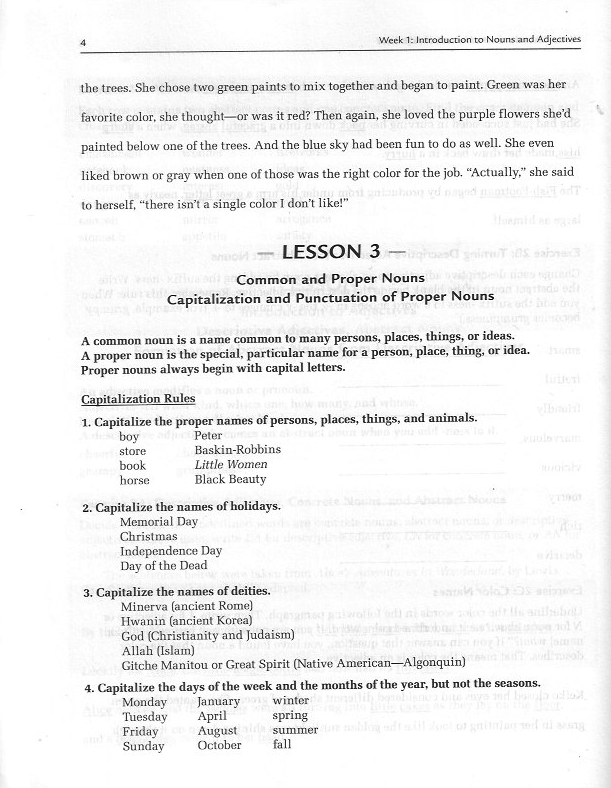 4 Week 1: Introduction to Nouns and Adjectives
the trees. She chose two green paints to mix together and began to paint. Green was her
favorite color, she thought—or was it red? Then again, she loved the purple flowers she'd
painted below one of the trees. And the blue sky had been fun to do as well. She even
liked brown or gray when one of those was the right color for the job. "Actually," she said
to herself, "there isn't a single color I don't like!"
— LESSON 3 —
Common and Proper Nouns
Capitalization and Punctuation of Proper Nouns
A common noun is a name common to many persons, places, things, or ideas.
A proper noun is the special, particular name for a person, place, thing, or idea.
Proper nouns always begin with capital letters.
Capitalization Rules
1. Capitalize the proper names of persons, places, things, and animals.
boy Peter
store Baskin-Robbins
book Little Women
horse Black Beauty
2. Capitalize the names of holidays.
Memorial Day
Christmas
Independence Day
Day of the Dead
3. Capitalize the names of deities.
Minerva (ancient Rome)
Hwanin (ancient Korea)
God (Christianity and Judaism)
Allah (Islam)
Gitche Manitou or Great Spirit (Native American—Algonquin)
4. Capitalize the days of the week and the months of the year, but not the seasons.
Monday January winter
Tuesday April spring
Friday August summer
Sunday October fall